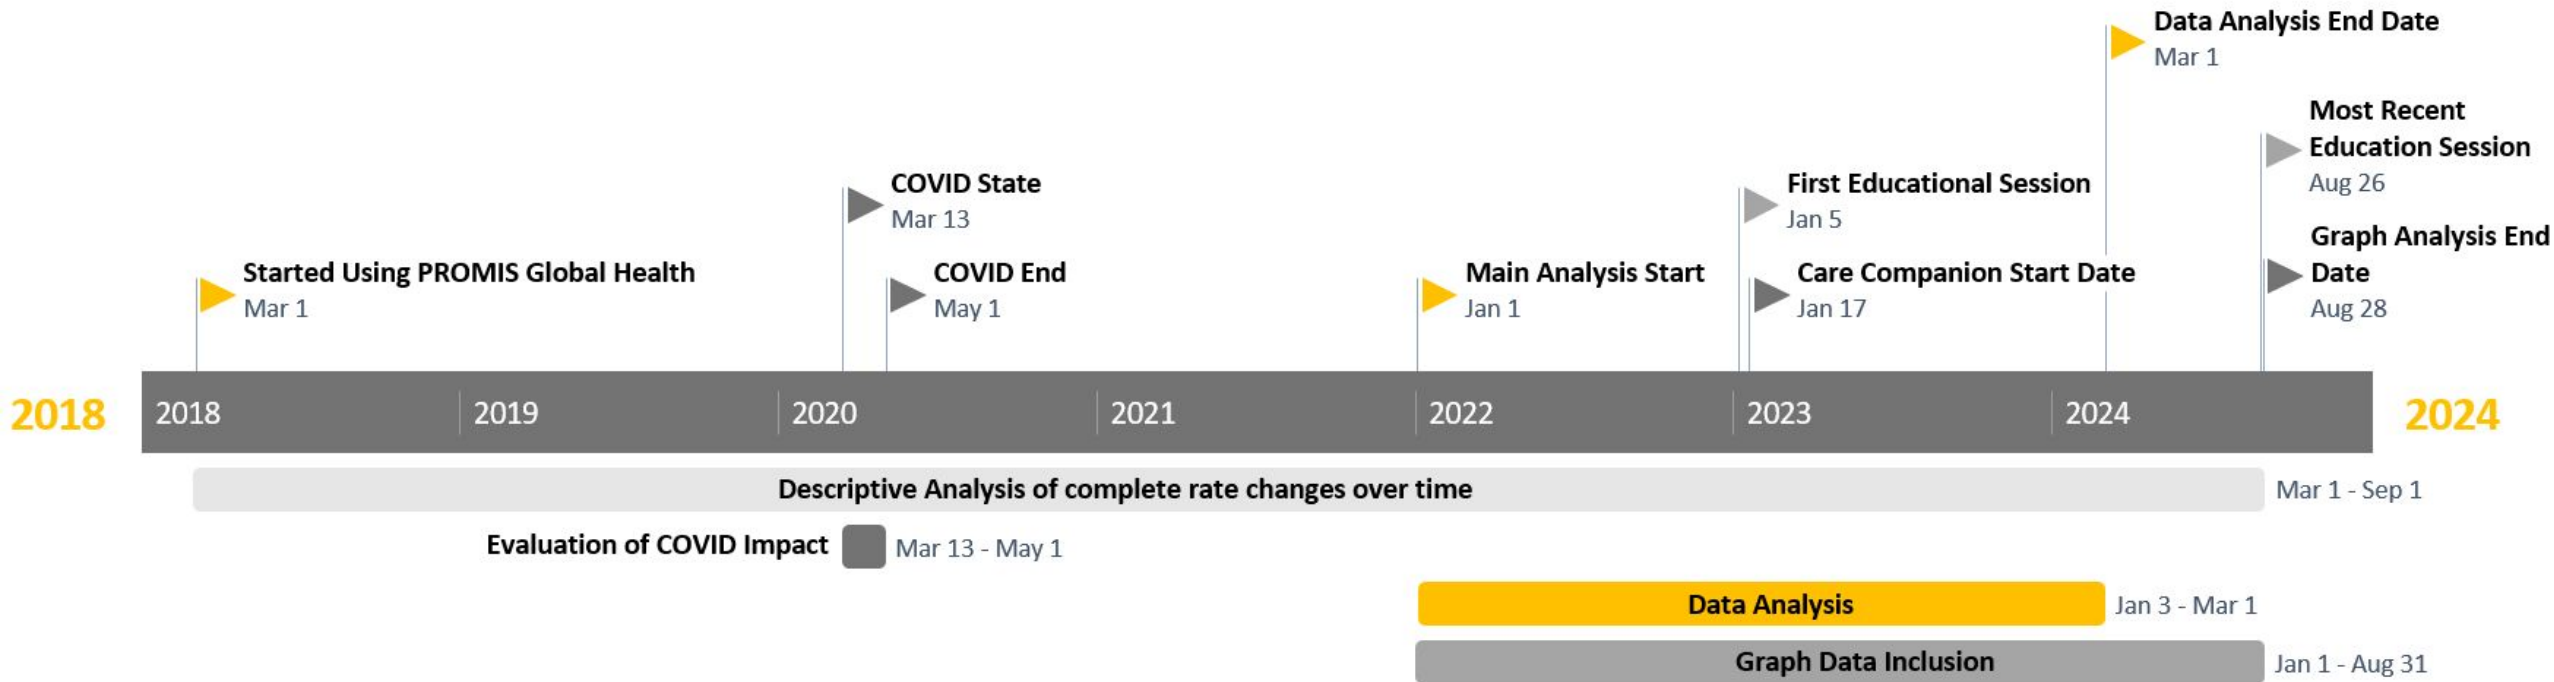 Data Analysis End Date
Mar 1
Most Recent
Education Session
Aug 26
COVID State
Mar 13
First Educational Session
Jan 5
Graph Analysis End
Date
Aug 28
Started Using PROMIS Global Health
Mar 1
COVID End
May 1
Main Analysis Start
Jan 1
Care Companion Start Date
Jan 17
2018
2018
2019
2020
2021
2022
2023
2024
2024
Descriptive Analysis of complete rate changes over time
Mar 1 - Sep 1
Evaluation of COVID Impact
Mar 13 - May 1
Data Analysis
Jan 3 - Mar 1
Graph Data Inclusion
Jan 1 - Aug 31